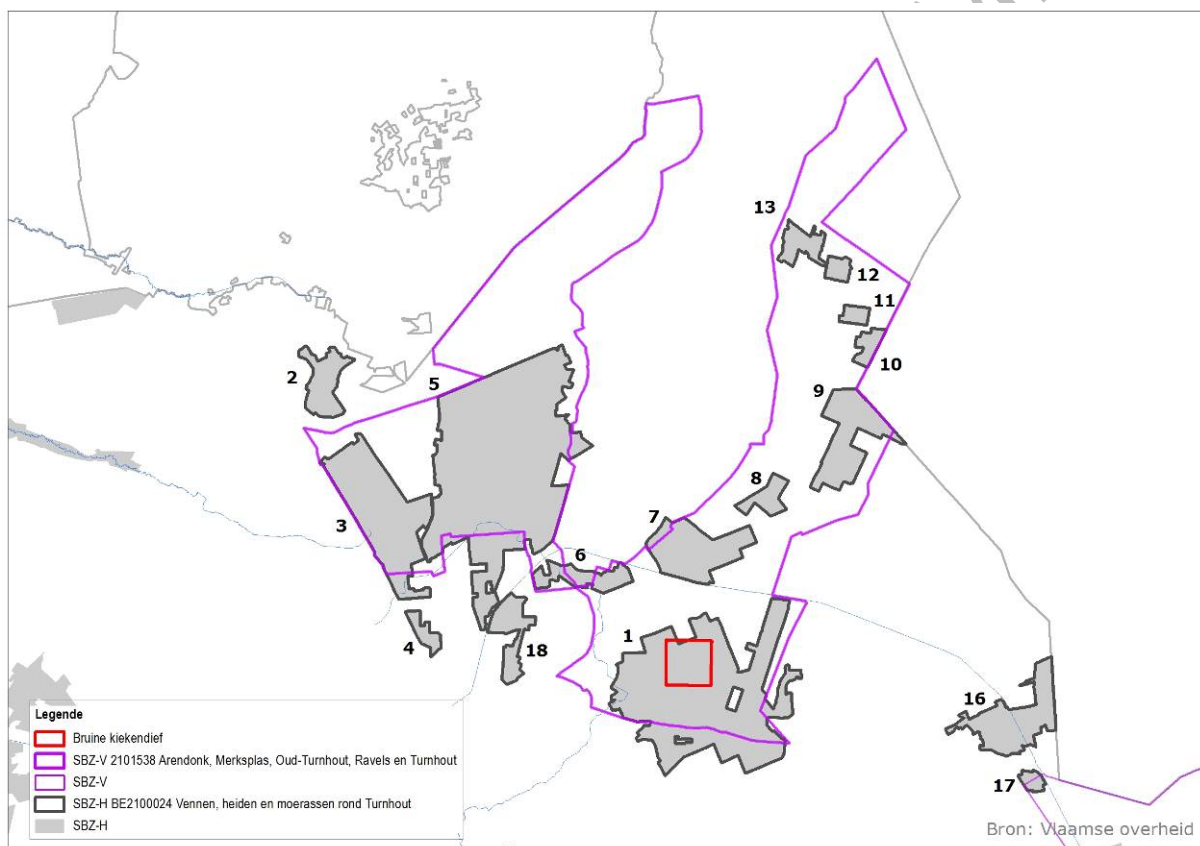 13
12
11
10
2
5
9
3
8
7
6
1
4
18
16
17
Legende
Bruine kiekendief
SBZ-V 2101538 Arendonk, Merksplas, Oud-Turnhout, Ravels en Turnhout
SBZ-V
SBZ-H BE2100024 Vennen, heiden en moerassen rond Turnhout
SBZ-H
Bron: Vlaamse overheid